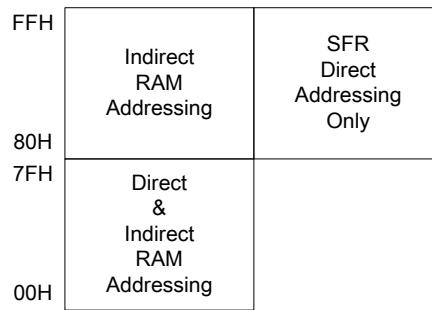 FFH
Indirect
RAM
Addressing
SFR
Direct
Addressing
Only
80H
7FH
Direct
&
Indirect
RAM
Addressing
00H